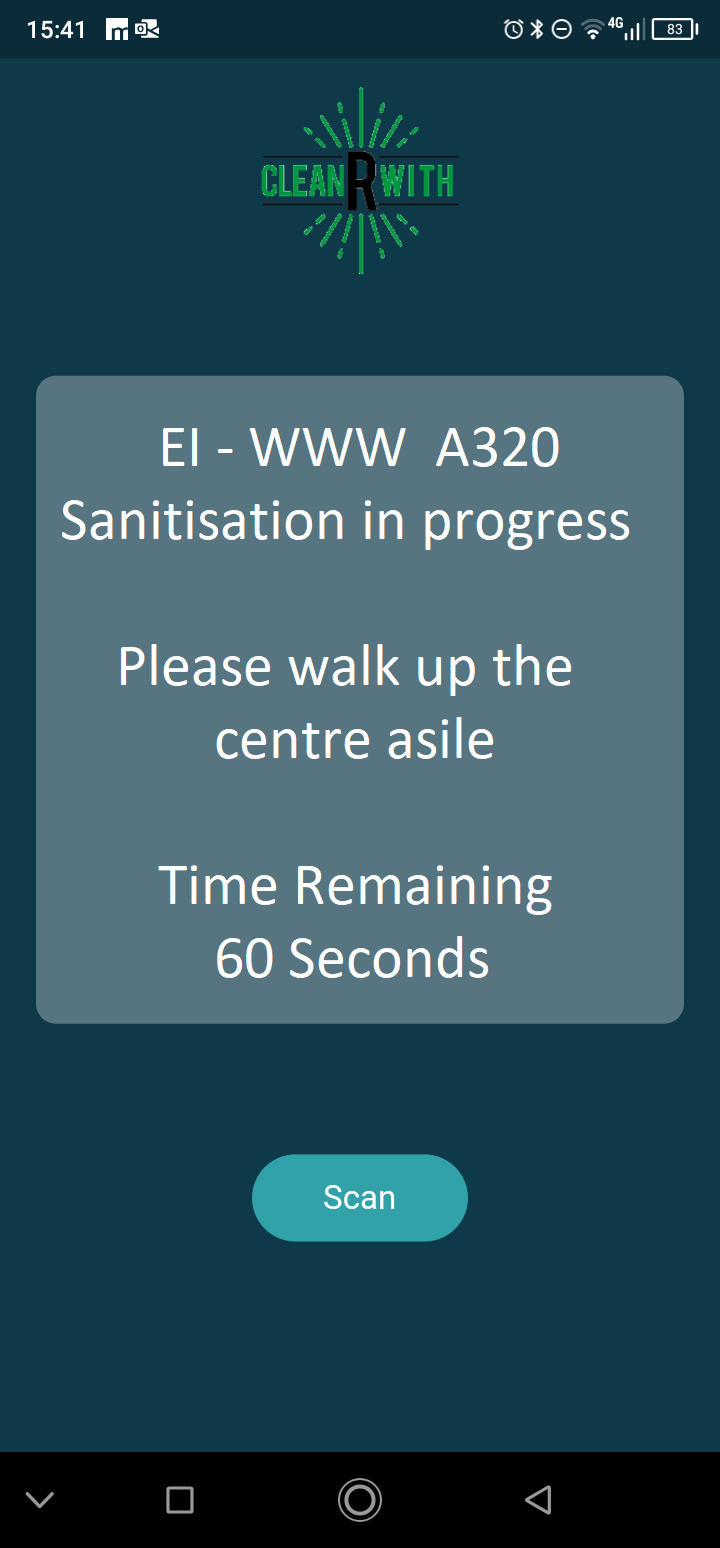 15:41 4G 83
CLEAN R WITH
EI - WWW A320
Sanitisation in progress
Please walk up the
centre asile
Time Remaining
60 Seconds
Scan